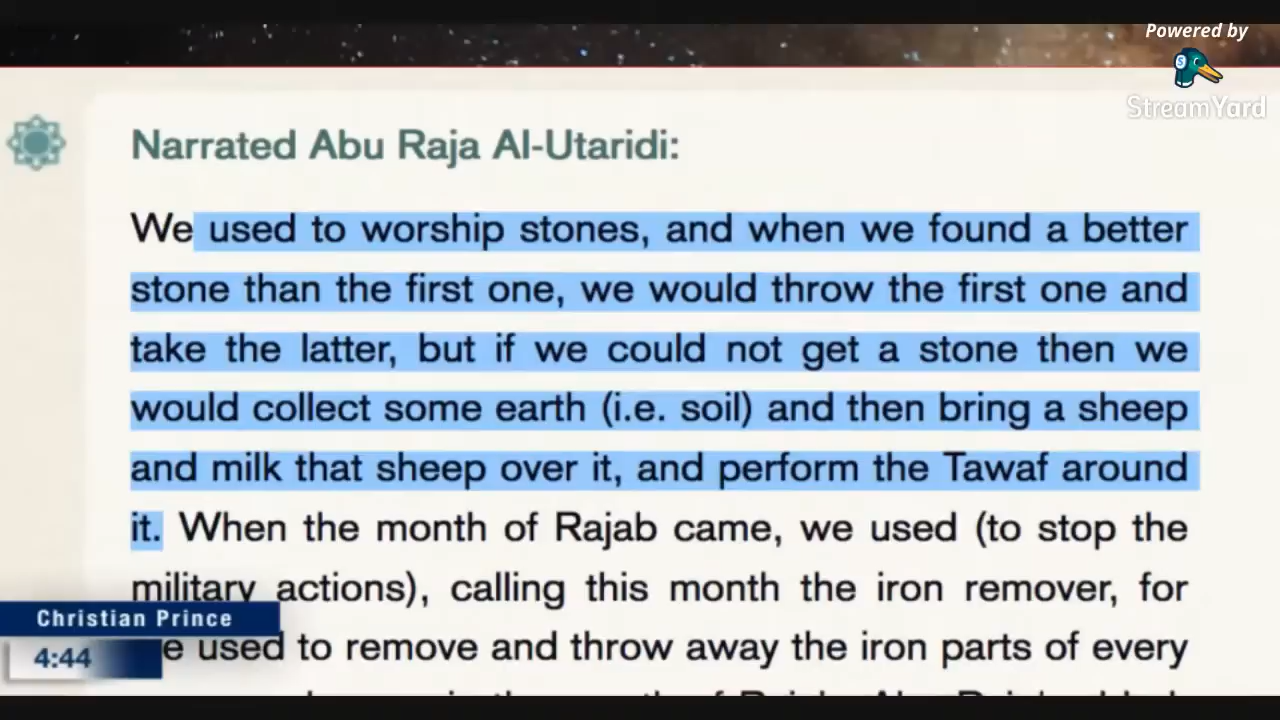 Powered by
StreamYard
Narrated Abu Raja Al-Utaridi:
We used to worship stones, and when we found a better
stone than the first one, we would throw the first one and
take the latter, but if we could not get a stone then we
would collect some earth (i.e. soil) and then bring a sheep
and milk that sheep over it, and perform the Tawaf around
it. When the month of Rajab came, we used (to stop the
military actions), calling this month the iron remover, for
used to remove and throw away the iron parts of every
Christian Prince
4:44